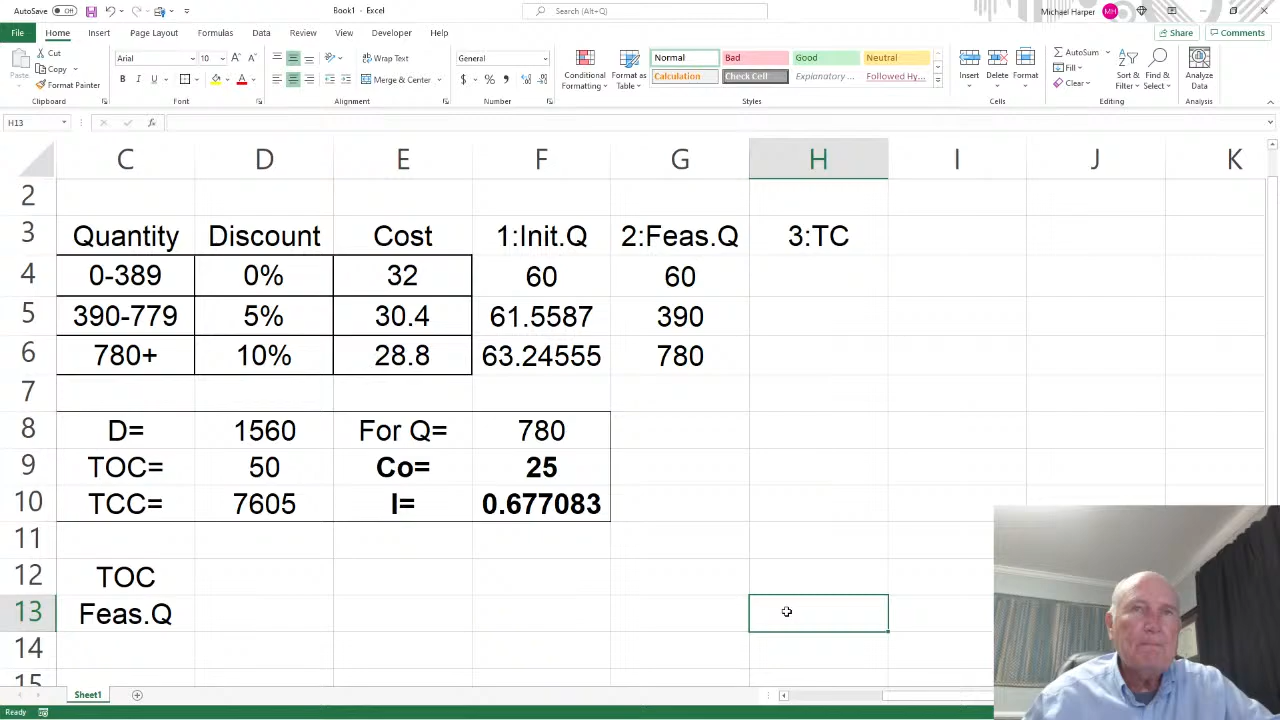 AutoSave Off Book1 - Excel Search (Alt+Q) Michael Harper MH
File Home Insert Page Layout Formulas Data Review View Developer Help Share Comments
Paste Cut Copy Format Painter Clipboard
Arial 10 B I U Font
Wrap Text Merge & Center Alignment
General $ % Number
Conditional Formatting Format as Table
Normal Bad Good Neutral
Calculation Check Cell Explanatory ... Followed Hy...
Styles
Insert Delete Format Cells
AutoSum Fill Clear Sort & Filter Find & Select Editing
Analyze Data Analysis
H13 fx
C D E F G H I J K
2
3 Quantity Discount Cost 1:Init.Q 2:Feas.Q 3:TC
4 0-389 0% 32 60 60
5 390-779 5% 30.4 61.5587 390
6 780+ 10% 28.8 63.24555 780
7
8 D= 1560 For Q= 780
9 TOC= 50 Co= 25
10 TCC= 7605 I= 0.677083
11
12 TOC
13 Feas.Q
14
15
Sheet1
Ready